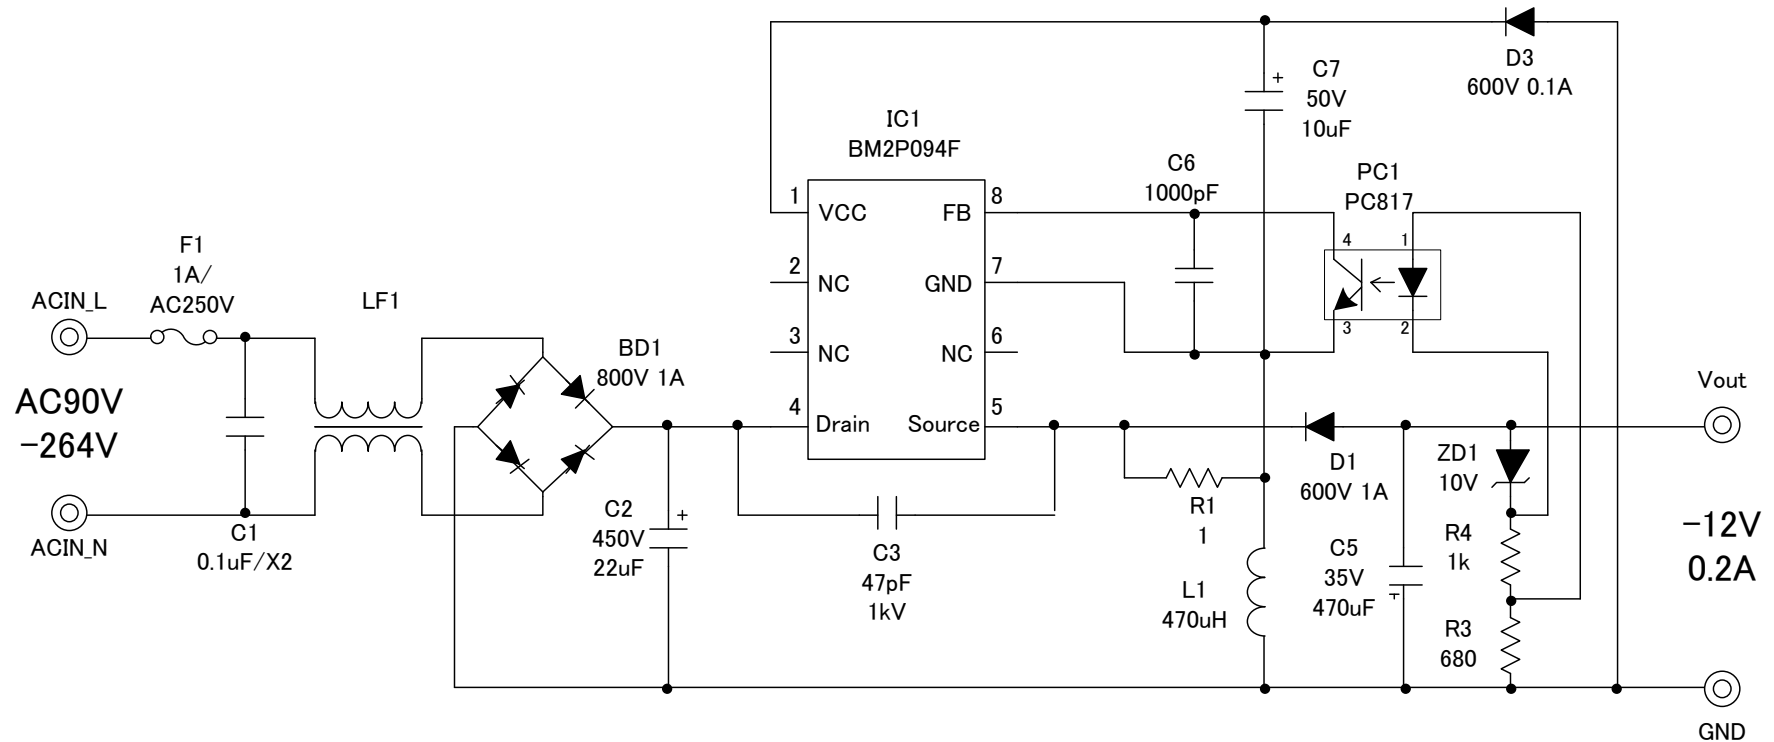 D3
600V 0.1A
C7
50V
10uF
+
IC1
BM2P094F
C6
1000pF
PC1
PC817
1
VCC
FB
8
2
NC
GND
7
3
NC
NC
6
4
Drain
Source
5
4
1
3
2
F1
1A/
AC250V
ACIN_L
LF1
AC90V
-264V
BD1
800V 1A
ACIN_N
C1
0.1uF/X2
C2
450V
22uF
+
C3
47pF
1kV
R1
1
L1
470uH
D1
600V 1A
C5
35V
470uF
+
ZD1
10V
R4
1k
R3
680
Vout
-12V
0.2A
GND